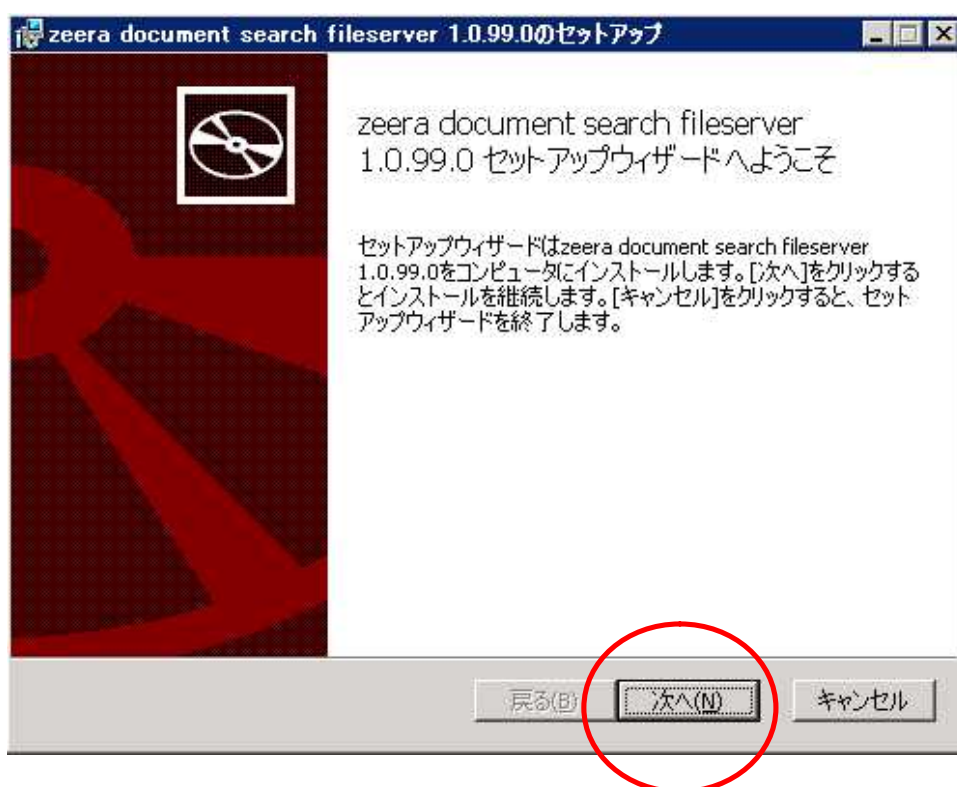 zeera document search fileserver 1.0.99.0のセットアップ
zeera document search fileserver
1.0.99.0 セットアップウィザードへようこそ
セットアップウィザードはzeera document search fileserver
1.0.99.0をコンピュータにインストールします。[次へ]をクリックする
とインストールを継続します。[キャンセル]をクリックすると、セット
アップウィザードを終了します。
戻る(B) 次へ(N) キャンセル